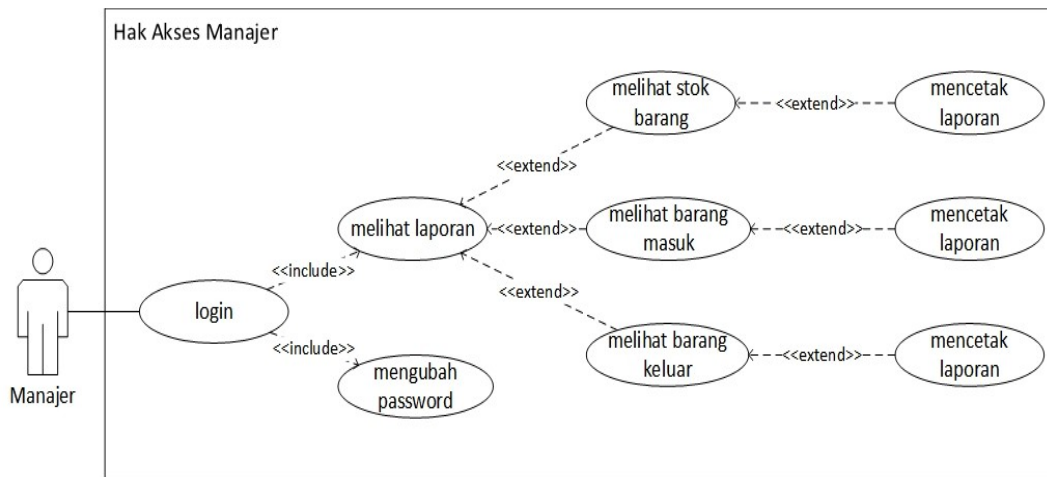 Hak Akses Manajer
melihat stok
barang
<<extend>>
mencetak
laporan
<<extend>>
melihat laporan
<<extend>>
melihat barang
masuk
<<extend>>
mencetak
laporan
<<include>>
<<extend>>
login
<<include>>
melihat barang
keluar
<<extend>>
mencetak
laporan
mengubah
password
Manajer